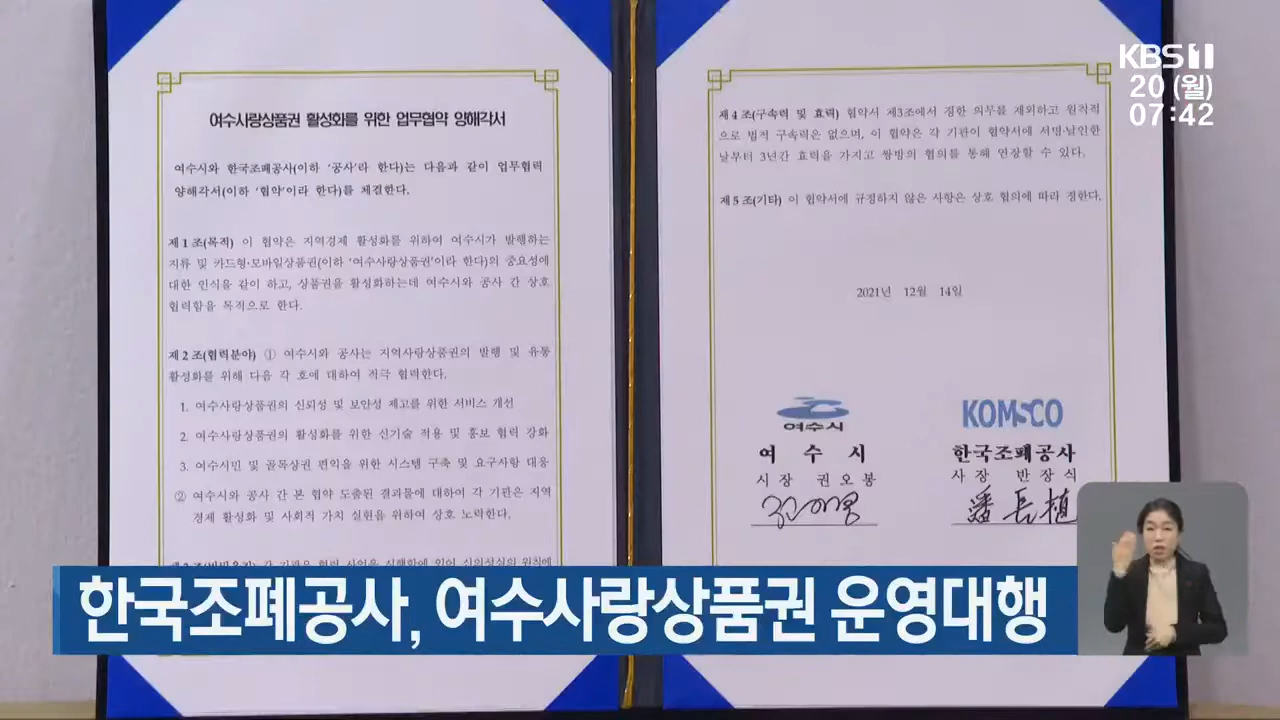 여수사랑상품권 활성화를 위한 업무협약 양해각서
여수시와 한국조폐공사(이하 '공사'라 한다)는 다음과 같이 업무협력
양해각서(이하 '협약'이라 한다)를 체결한다.
제1조(목적) 이 협약은 지역경제 활성화를 위하여 여수시가 발행하는
지류 및 카드형·모바일상품권(이하 '여수사랑상품권'이라 한다)의 중요성에
대한 인식을 같이 하고, 상품권을 활성화하는데 여수시와 공사 간 상호
협력함을 목적으로 한다.
제2조(협력분야) ① 여수시와 공사는 지역사랑상품권의 발행 및 유통
활성화를 위해 다음 각 호에 대하여 적극 협력한다.
1. 여수사랑상품권의 신뢰성 및 보안성 제고를 위한 서비스 개선
2. 여수사랑상품권의 활성화를 위한 신기술 적용 및 홍보 협력 강화
3. 여수시민 및 골목상권 편익을 위한 시스템 구축 및 요구사항 대응
② 여수시와 공사 간 본 협약 도출된 결과물에 대하여 각 기관은 지역
경제 활성화 및 사회적 가치 실현을 위하여 상호 노력한다.
제4조(구속력 및 효력) 협약서 제3조에서 정한 의무를 제외하고 원칙적
으로 법적 구속력은 없으며, 이 협약은 각 기관이 협약서에 서명·날인한
날부터 3년간 효력을 가지고 쌍방의 협의를 통해 연장할 수 있다.
제5조(기타) 이 협약서에 규정하지 않은 사항은 상호 협의에 따라 정한다.
2021년 12월 14일
여수시
여 수 시
시장 권오봉
KOMSCO
한국조폐공사
사장 반장식
潘長植
KBS1
20 (월)
07:42
한국조폐공사, 여수사랑상품권 운영대행